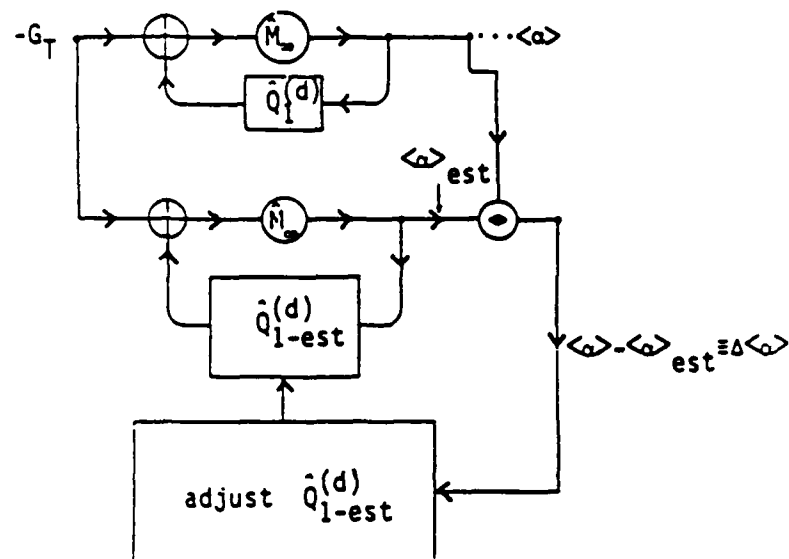 -G_T M̂_∞ ···<α>
Q̂_1^(d)
<α>_est
M̂_∞
Q̂_1-est^(d)
<α>-<α>_est≡Δ<α>
adjust Q̂_1-est^(d)